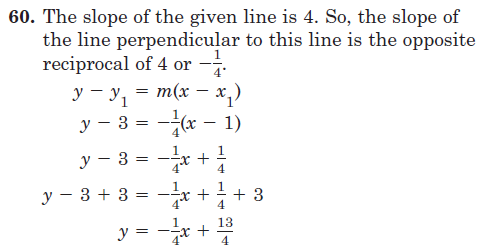 60. The slope of the given line is 4. So, the slope of
the line perpendicular to this line is the opposite
reciprocal of 4 or −1/4.
y − y₁ = m(x − x₁)
y − 3 = −1/4(x − 1)
y − 3 = −1/4x + 1/4
y − 3 + 3 = −1/4x + 1/4 + 3
y = −1/4x + 13/4